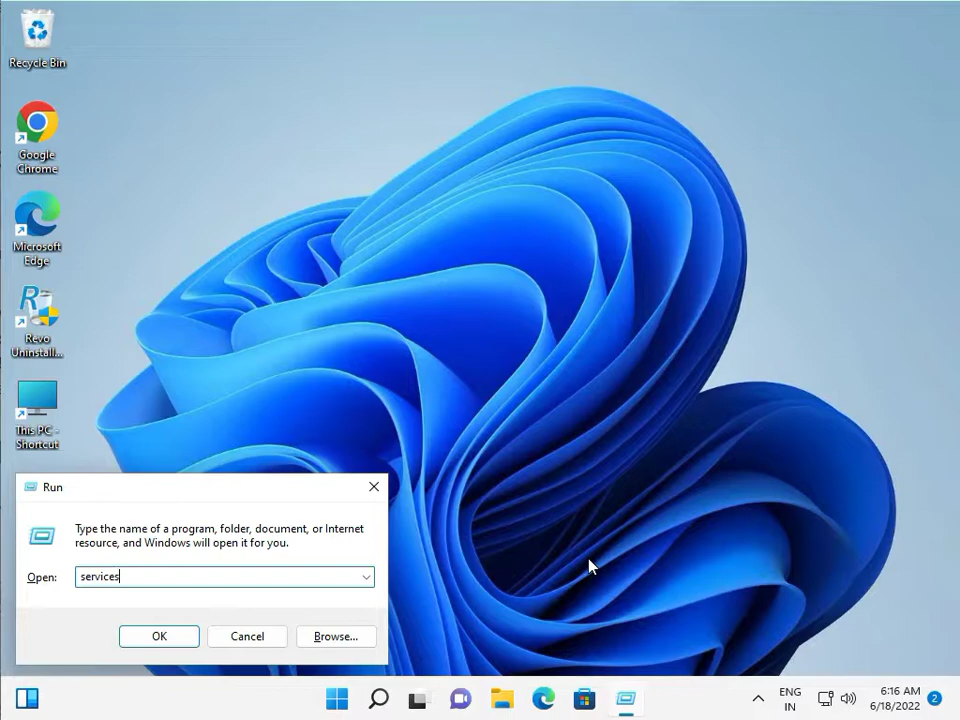 Recycle Bin
Google
Chrome
Microsoft
Edge
Revo
Uninstall...
This PC -
Shortcut
Run
Type the name of a program, folder, document, or Internet
resource, and Windows will open it for you.
Open:
services
OK
Cancel
Browse...
ENG
IN
6:16 AM
6/18/2022
2